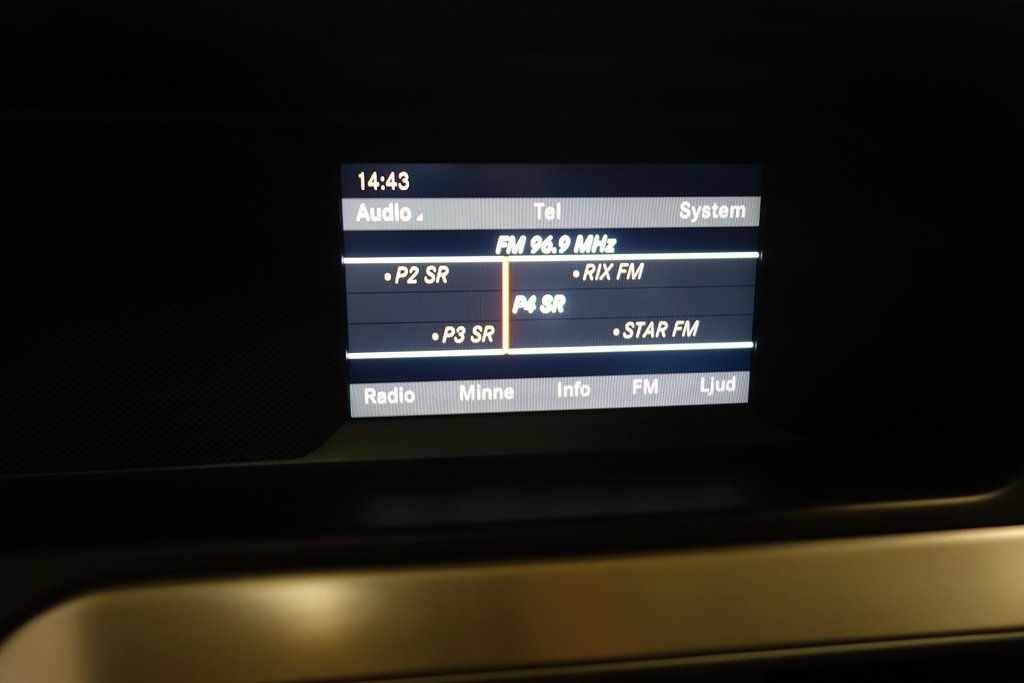 14:43
Audio Tel System
FM 96.9 MHz
•P2 SR •RIX FM
P4 SR
•P3 SR •STAR FM
Radio Minne Info FM Ljud